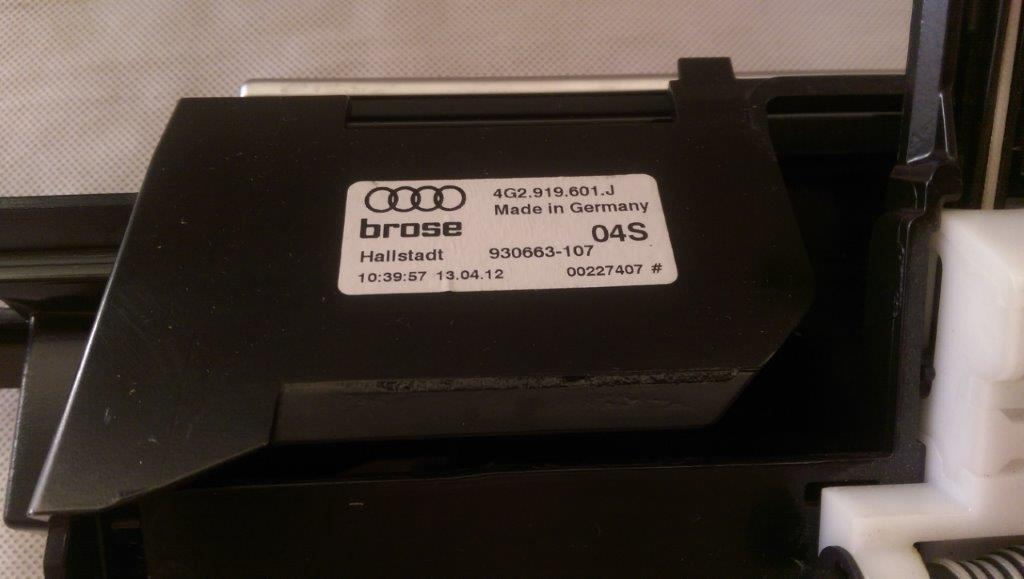 4G2.919.601.J
Made in Germany
brose
04S
Hallstadt 930663-107
10:39:57 13.04.12 00227407 #